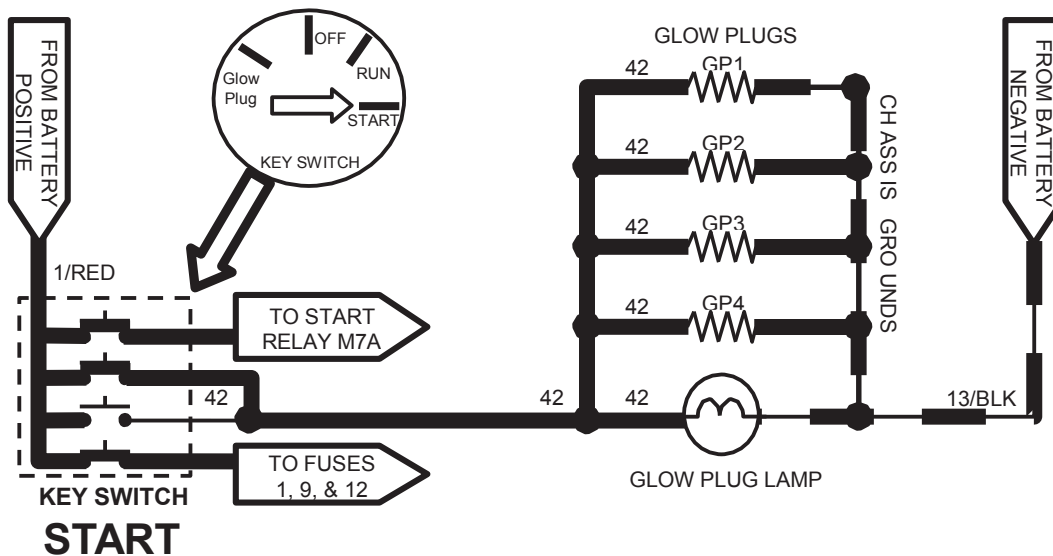 FROM BATTERY
POSITIVE
OFF
RUN
Glow
Plug
START
KEY SWITCH
GLOW PLUGS
42
GP1
42
GP2
42
GP3
42
GP4
CH ASS IS GRO UNDS
FROM BATTERY
NEGATIVE
1/RED
TO START
RELAY M7A
42
42
42
13/BLK
TO FUSES
1, 9, & 12
GLOW PLUG LAMP
KEY SWITCH
START